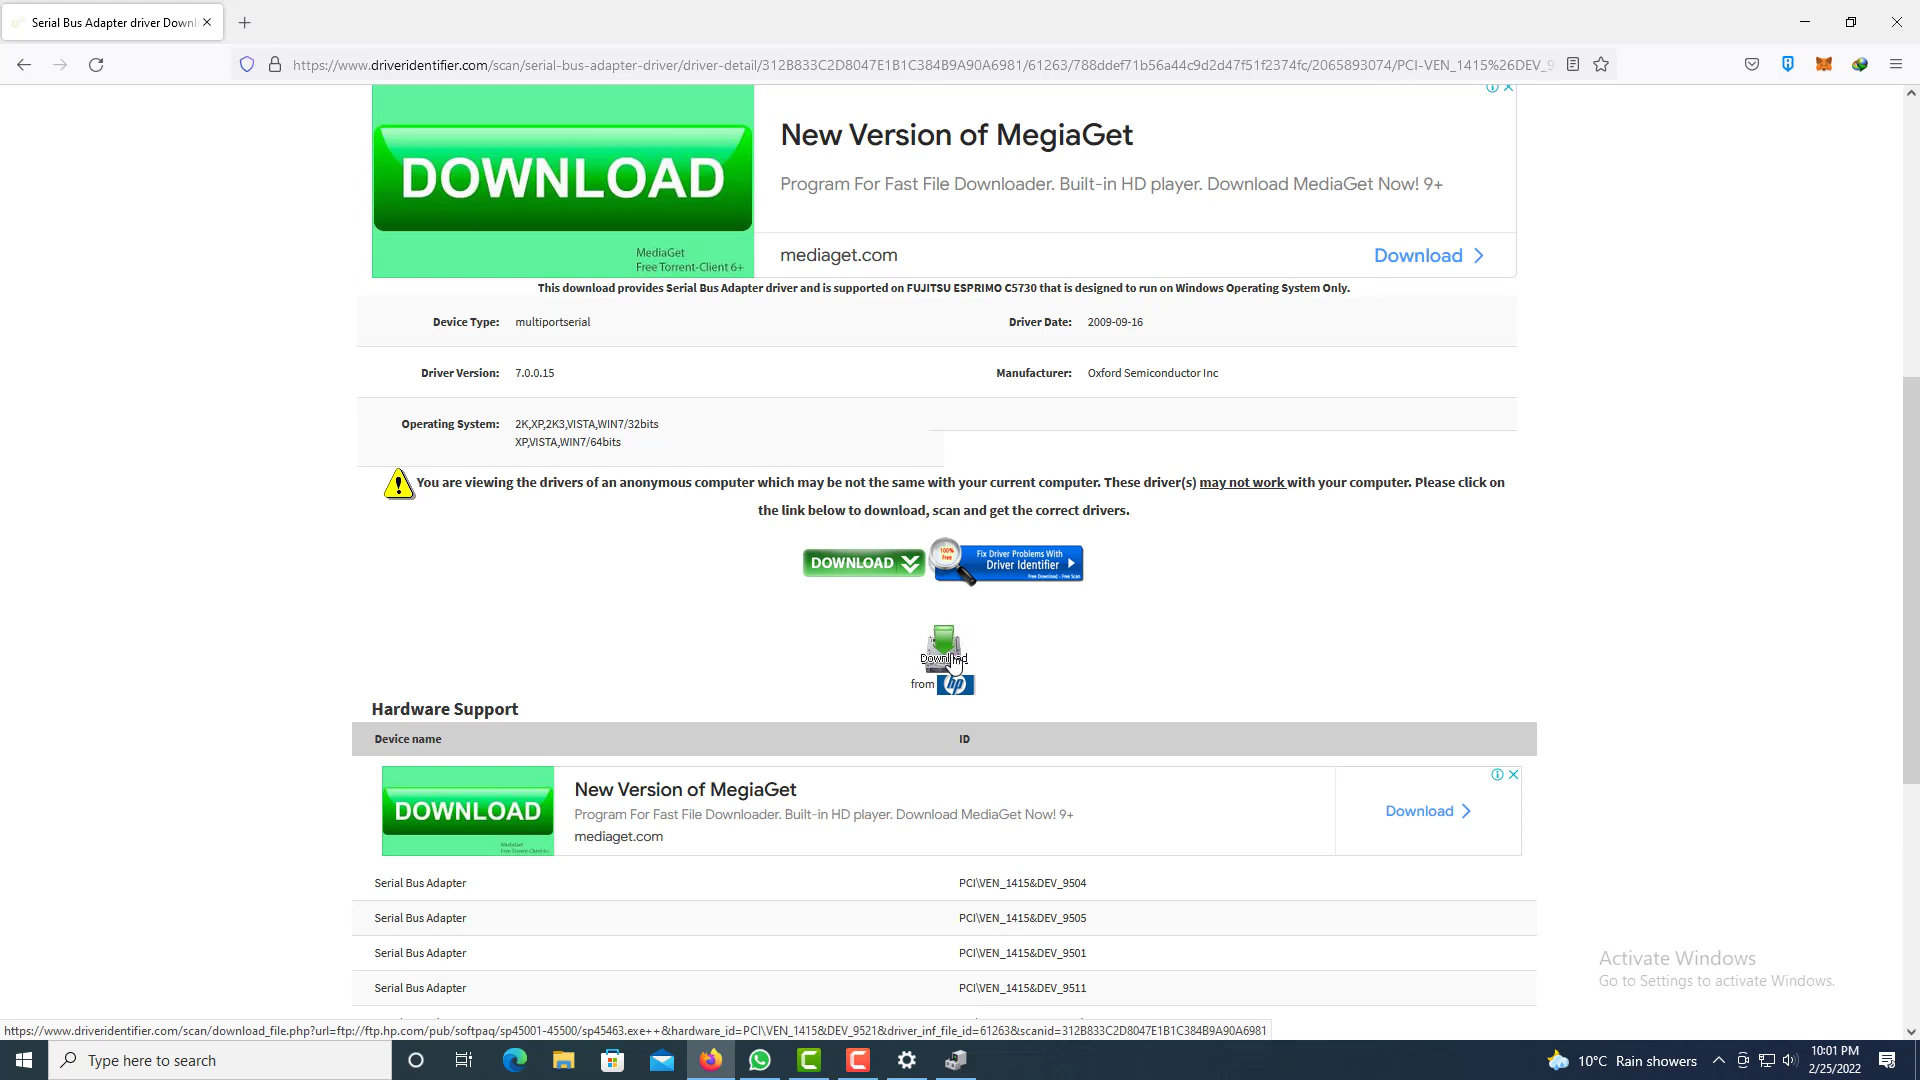 Serial Bus Adapter driver Downl
https://www.driveridentifier.com/scan/serial-bus-adapter-driver/driver-detail/312B833C2D8047E1B1C384B9A90A6981/61263/788ddef71b56a44c9d2d47f51f2374fc/2065893074/PCI-VEN_1415%26DEV_9
DOWNLOAD
MediaGet
Free Torrent-Client 6+
New Version of MegiaGet
Program For Fast File Downloader. Built-in HD player. Download MediaGet Now! 9+
mediaget.com
Download
This download provides Serial Bus Adapter driver and is supported on FUJITSU ESPRIMO C5730 that is designed to run on Windows Operating System Only.
Device Type: multiportserial
Driver Date: 2009-09-16
Driver Version: 7.0.0.15
Manufacturer: Oxford Semiconductor Inc
Operating System: 2K,XP,2K3,VISTA,WIN7/32bits
XP,VISTA,WIN7/64bits
You are viewing the drivers of an anonymous computer which may be not the same with your current computer. These driver(s) may not work with your computer. Please click on
the link below to download, scan and get the correct drivers.
DOWNLOAD
100%
Free
Fix Driver Problems With
Driver Identifier
Free Download - Free Scan
Download
from hp
Hardware Support
Device name ID
DOWNLOAD
MediaGet
Free Torrent-Client 6+
New Version of MegiaGet
Program For Fast File Downloader. Built-in HD player. Download MediaGet Now! 9+
mediaget.com
Download
Serial Bus Adapter PCI\VEN_1415&DEV_9504
Serial Bus Adapter PCI\VEN_1415&DEV_9505
Serial Bus Adapter PCI\VEN_1415&DEV_9501
Serial Bus Adapter PCI\VEN_1415&DEV_9511
Activate Windows
Go to Settings to activate Windows.
https://www.driveridentifier.com/scan/download_file.php?url=ftp://ftp.hp.com/pub/softpaq/sp45001-45500/sp45463.exe++&hardware_id=PCI\VEN_1415&DEV_9521&driver_inf_file_id=61263&scanid=312B833C2D8047E1B1C384B9A90A6981
Type here to search
10°C Rain showers
10:01 PM
2/25/2022